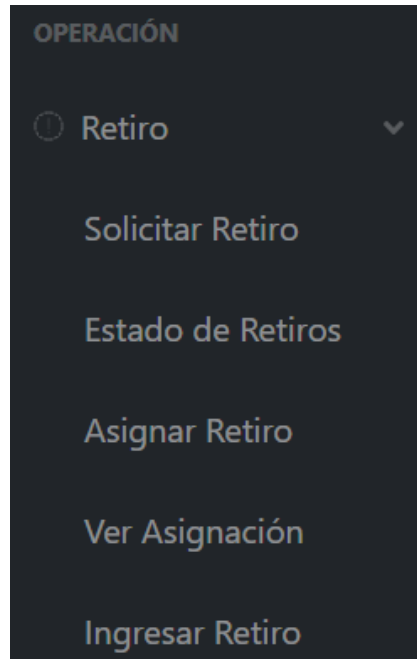 OPERACIÓN
Retiro
Solicitar Retiro
Estado de Retiros
Asignar Retiro
Ver Asignación
Ingresar Retiro